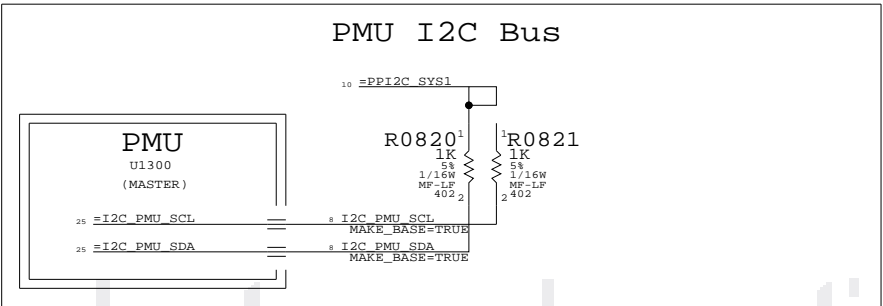 PMU I2C Bus
10 =PPI2C_SYS1
PMU
U1300
(MASTER)
R0820 1
1K
5%
1/16W
MF-LF
402 2
1 R0821
1K
5%
1/16W
MF-LF
2 402
25 =I2C_PMU_SCL
8 I2C_PMU_SCL
MAKE_BASE=TRUE
25 =I2C_PMU_SDA
8 I2C_PMU_SDA
MAKE_BASE=TRUE